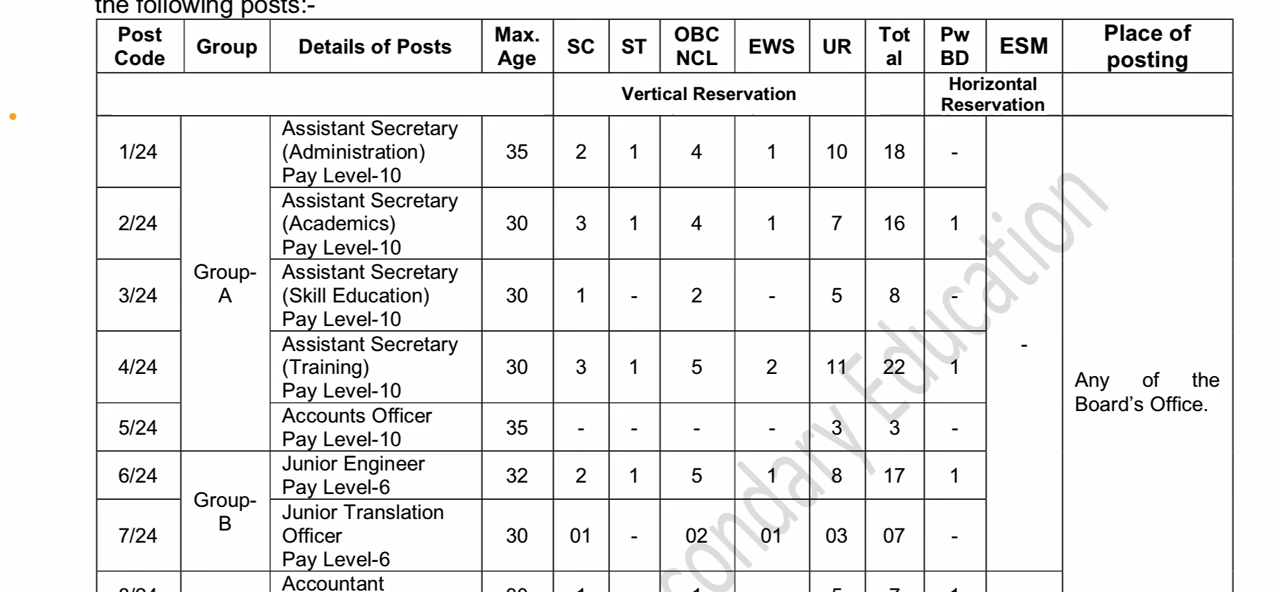 the following posts:-
Post Code | Group | Details of Posts | Max. Age | SC | ST | OBC NCL | EWS | UR | Tot al | Pw BD | ESM | Place of posting
Vertical Reservation | Horizontal Reservation
1/24 | Group-A | Assistant Secretary (Administration) Pay Level-10 | 35 | 2 | 1 | 4 | 1 | 10 | 18 | - | - | Any of the Board’s Office.
2/24 | Assistant Secretary (Academics) Pay Level-10 | 30 | 3 | 1 | 4 | 1 | 7 | 16 | 1
3/24 | Assistant Secretary (Skill Education) Pay Level-10 | 30 | 1 | - | 2 | - | 5 | 8 | -
4/24 | Assistant Secretary (Training) Pay Level-10 | 30 | 3 | 1 | 5 | 2 | 11 | 22 | 1
5/24 | Accounts Officer Pay Level-10 | 35 | - | - | - | - | 3 | 3 | -
6/24 | Group-B | Junior Engineer Pay Level-6 | 32 | 2 | 1 | 5 | 1 | 8 | 17 | 1
7/24 | Junior Translation Officer Pay Level-6 | 30 | 01 | - | 02 | 01 | 03 | 07 | -
Accountant
ondary Education